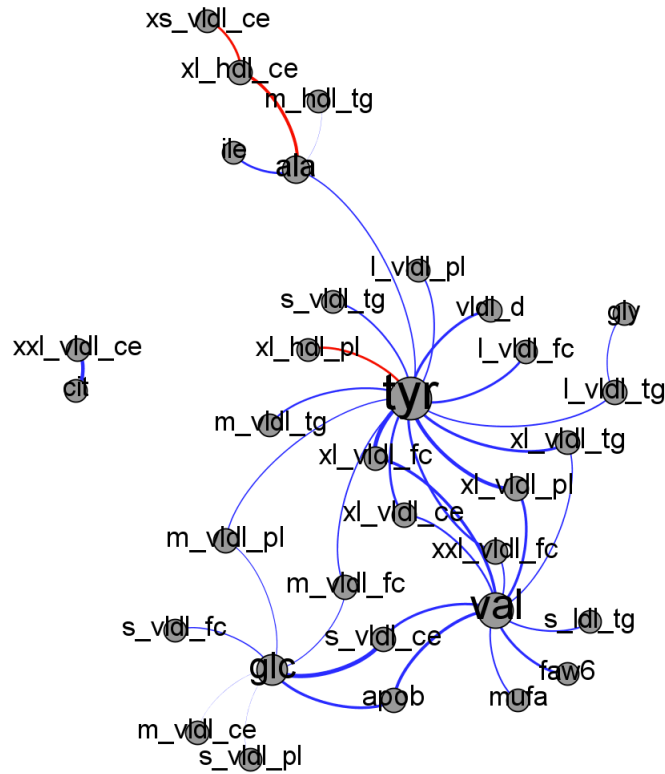 xs_vldl_ce
xl_hdl_ce
m_hdl_tg
ile
ala
l_vldl_pl
s_vldl_tg
vldl_d
gly
xl_hdl_pl
l_vldl_fc
xxl_vldl_ce
cit
tyr
l_vldl_tg
m_vldl_tg
xl_vldl_tg
xl_vldl_fc
xl_vldl_pl
xl_vldl_ce
m_vldl_pl
xxl_vldl_fc
m_vldl_fc
val
s_vldl_fc
s_vldl_ce
s_ldl_tg
glc
faw6
apob
mufa
m_vldl_ce
s_vldl_pl